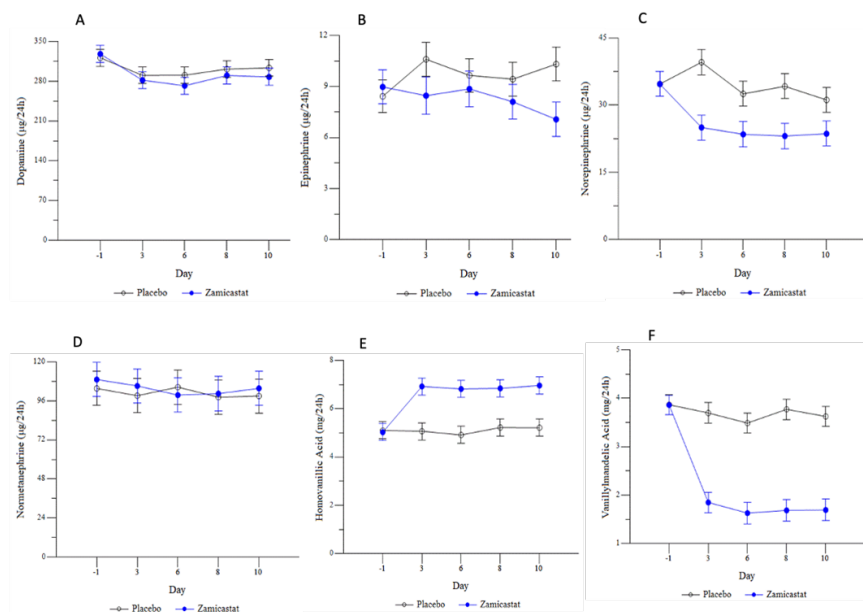 A
B
C
Dopamine (µg/24h)
350
280
210
140
70
0
-1 3 6 8 10
Day
Placebo Zamicastat
Epinephrine (µg/24h)
12
9
6
3
0
-1 3 6 8 10
Day
Placebo Zamicastat
Norepinephrine (µg/24h)
45
30
15
0
-1 3 6 8 10
Day
Placebo Zamicastat
D
E
F
Normetanephrine (µg/24h)
120
96
72
48
24
0
-1 3 6 8 10
Day
Placebo Zamicastat
Homovanillic Acid (mg/24h)
8
6
4
2
0
-1 3 6 8 10
Day
Placebo Zamicastat
Vanillylmandelic Acid (mg/24h)
5
4
3
2
1
-1 3 6 8 10
Day
Placebo Zamicastat